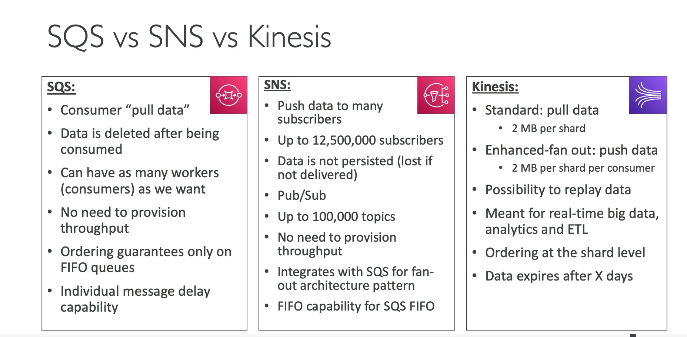 SQS vs SNS vs Kinesis
SQS:
• Consumer “pull data”
• Data is deleted after being
consumed
• Can have as many workers
(consumers) as we want
• No need to provision
throughput
• Ordering guarantees only on
FIFO queues
• Individual message delay
capability
SNS:
• Push data to many
subscribers
• Up to 12,500,000 subscribers
• Data is not persisted (lost if
not delivered)
• Pub/Sub
• Up to 100,000 topics
• No need to provision
throughput
• Integrates with SQS for fan-
out architecture pattern
• FIFO capability for SQS FIFO
Kinesis:
• Standard: pull data
• 2 MB per shard
• Enhanced-fan out: push data
• 2 MB per shard per consumer
• Possibility to replay data
• Meant for real-time big data,
analytics and ETL
• Ordering at the shard level
• Data expires after X days